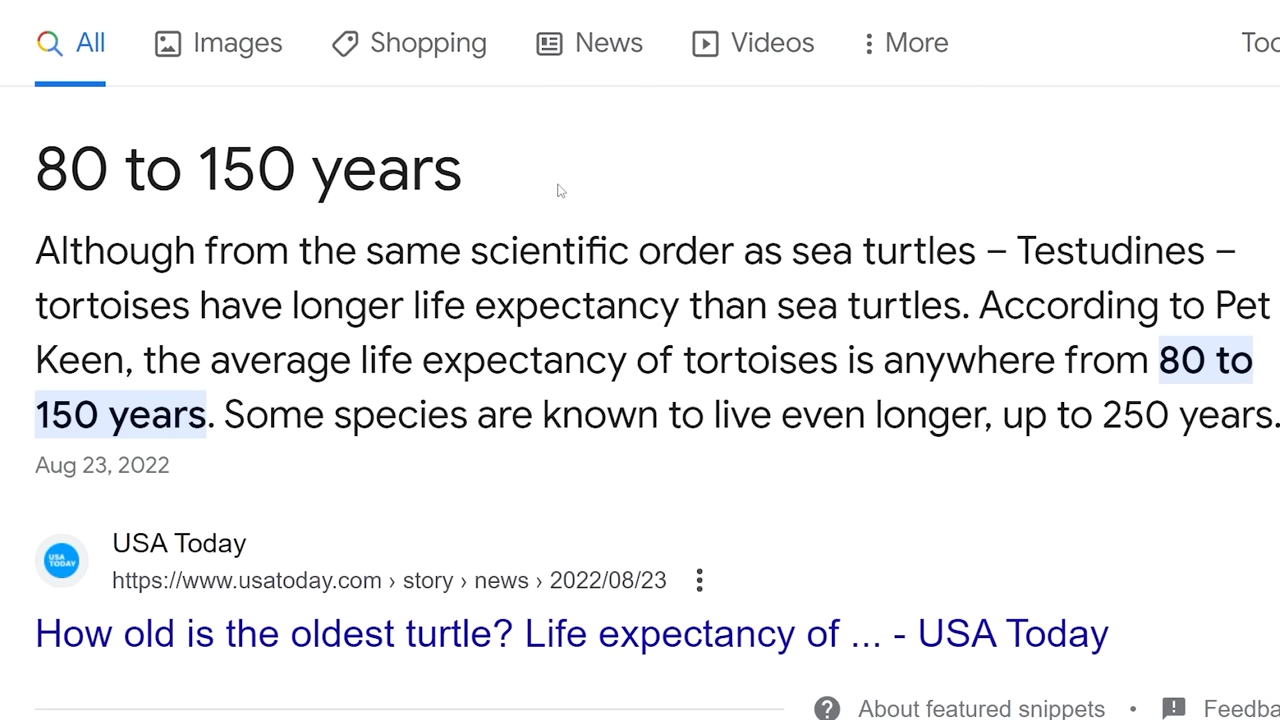 All Images Shopping News Videos More
80 to 150 years
Although from the same scientific order as sea turtles – Testudines –
tortoises have longer life expectancy than sea turtles. According to Pet
Keen, the average life expectancy of tortoises is anywhere from 80 to
150 years. Some species are known to live even longer, up to 250 years.
Aug 23, 2022
USA TODAY
USA Today
https://www.usatoday.com › story › news › 2022/08/23
How old is the oldest turtle? Life expectancy of ... - USA Today
About featured snippets •